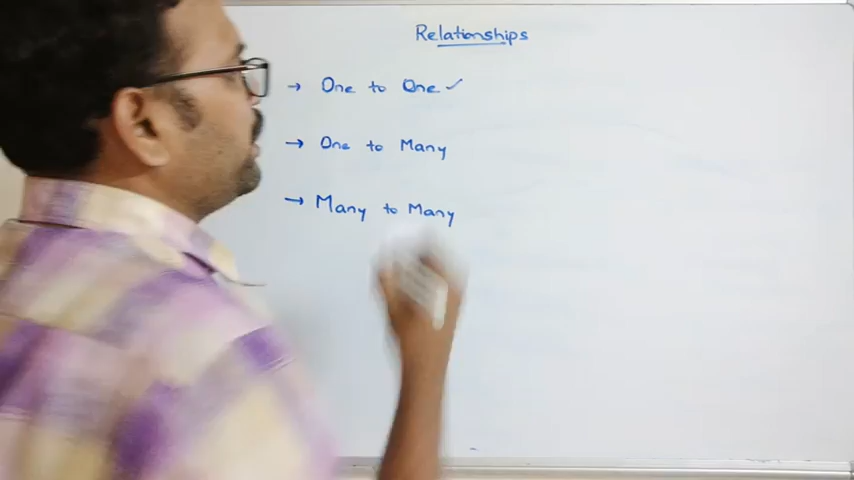 Relationships
→ One to One ✓
→ One to Many
→ Many to Many